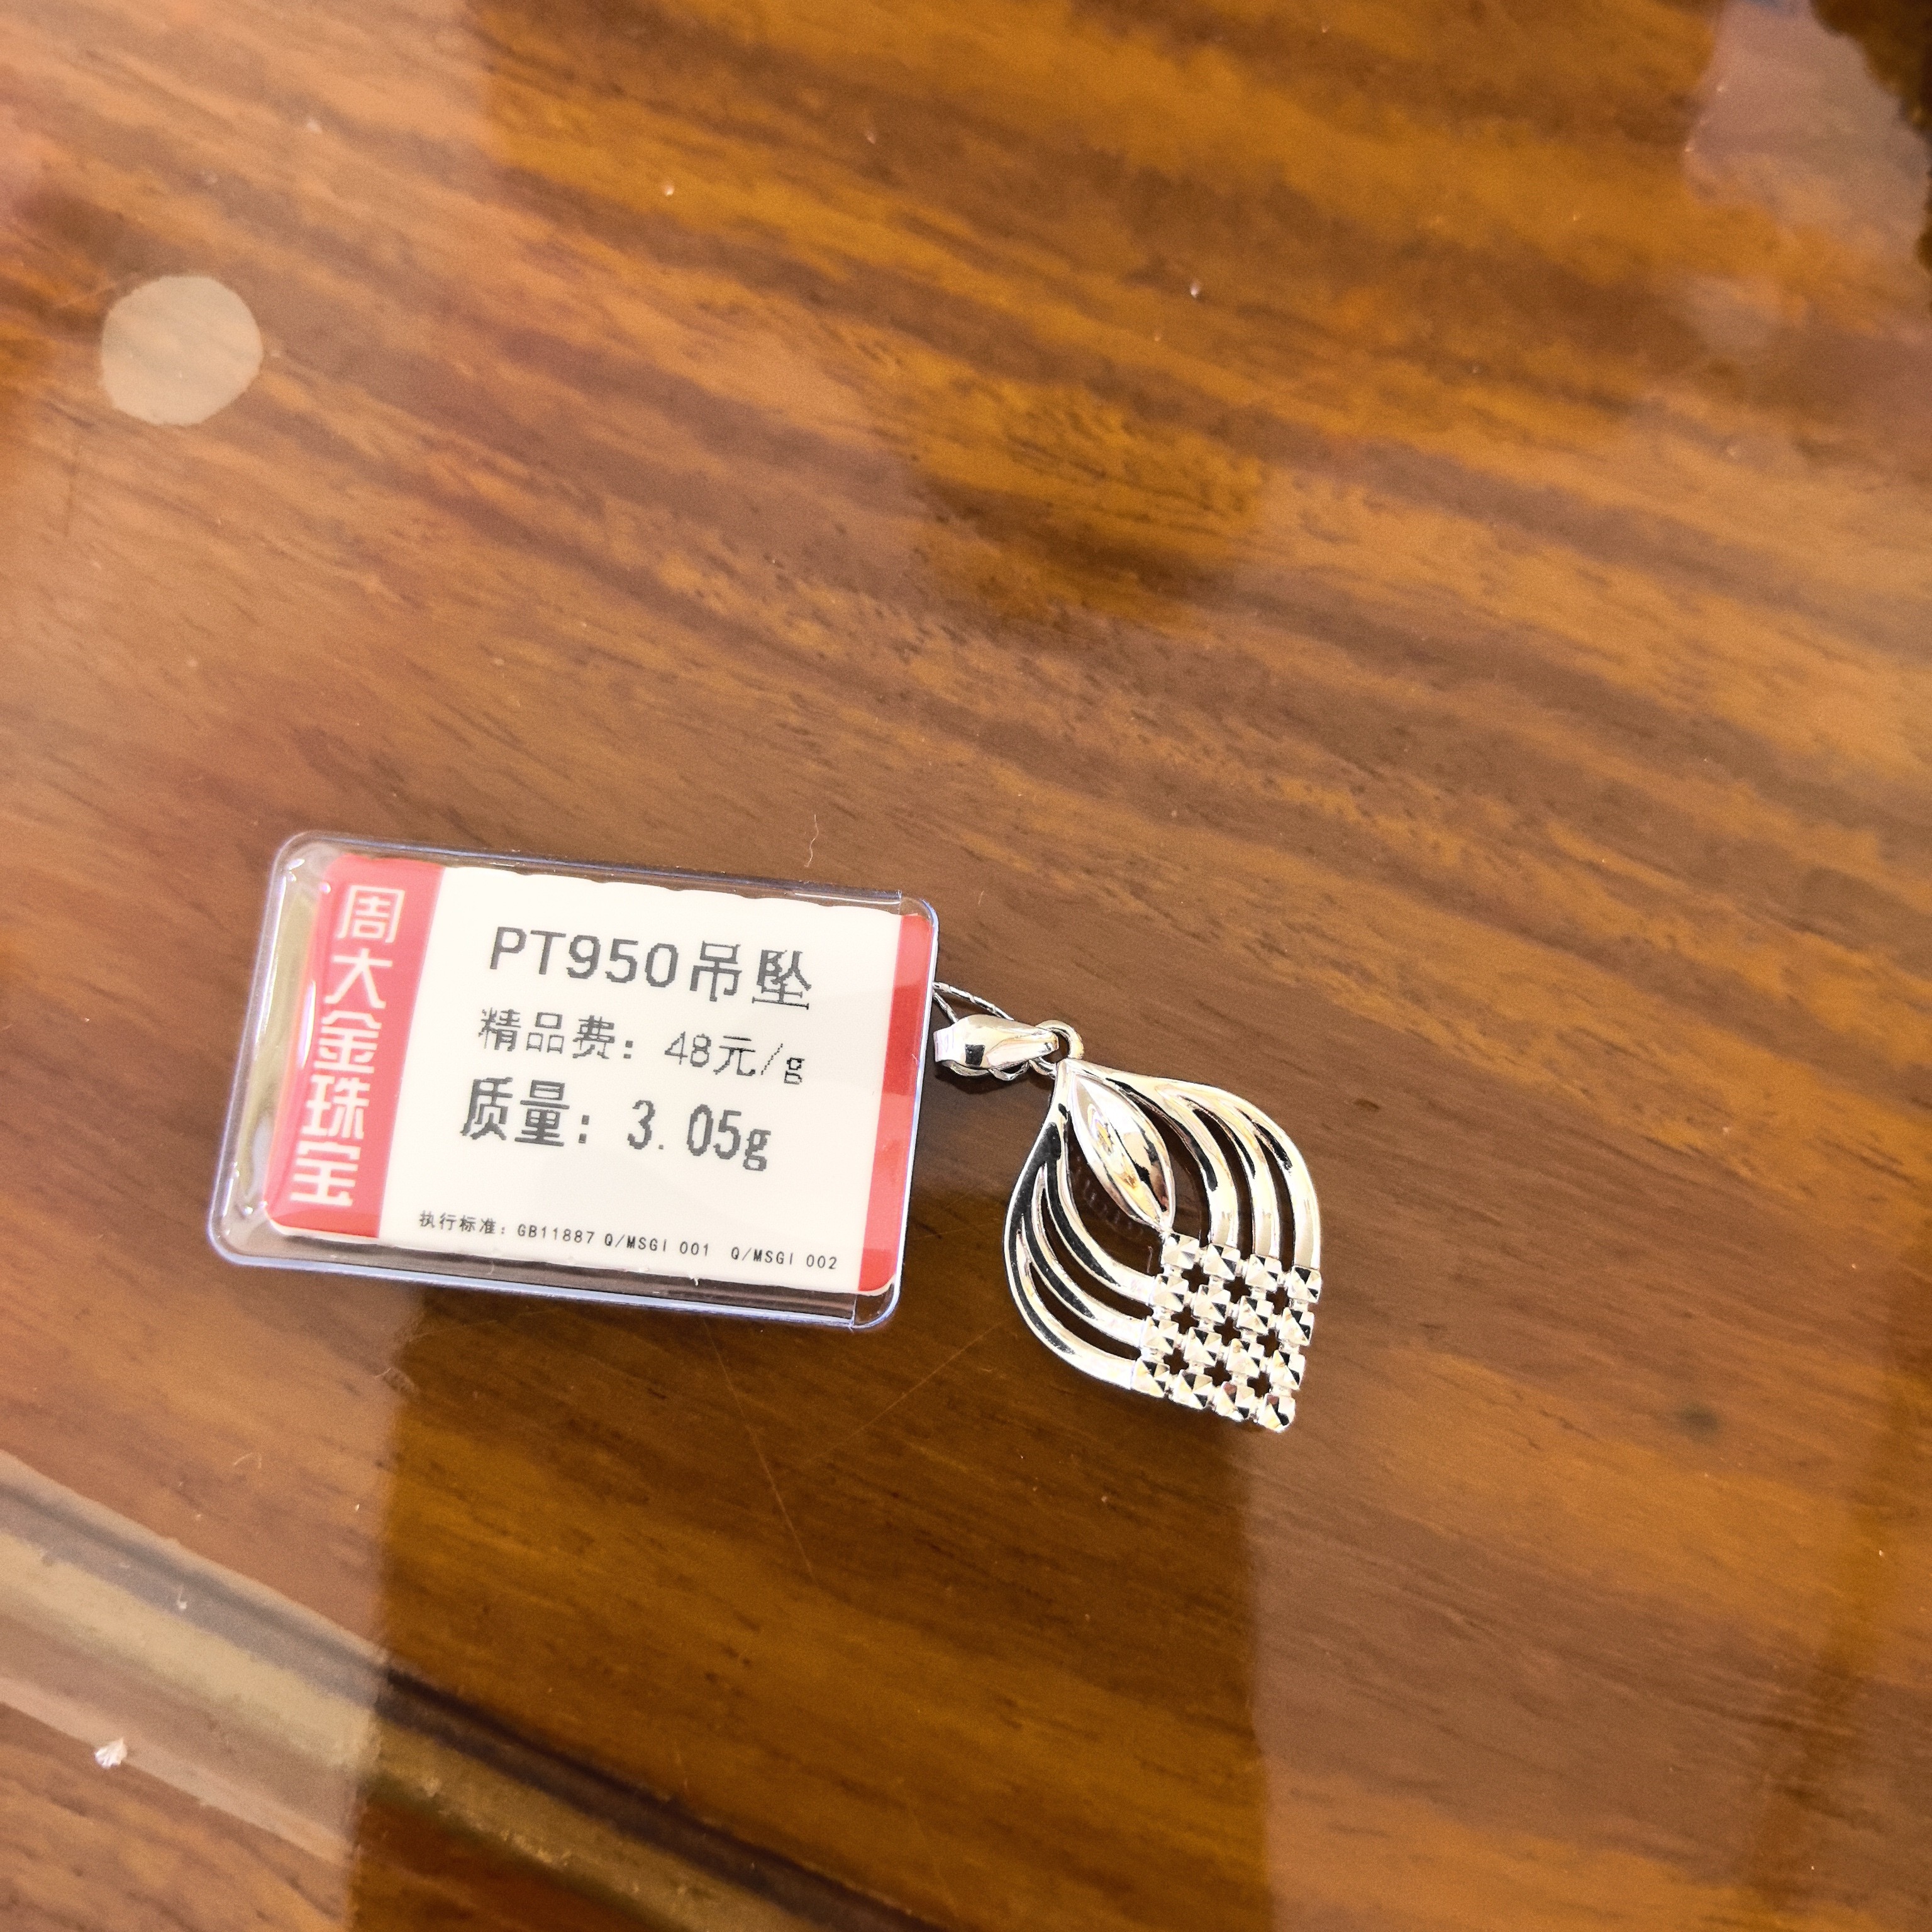 周大金珠宝
PT950吊坠
精品费: 48元/g
质量: 3.05g
执行标准: GB11887 Q/MSGI 001 Q/MSGI 002